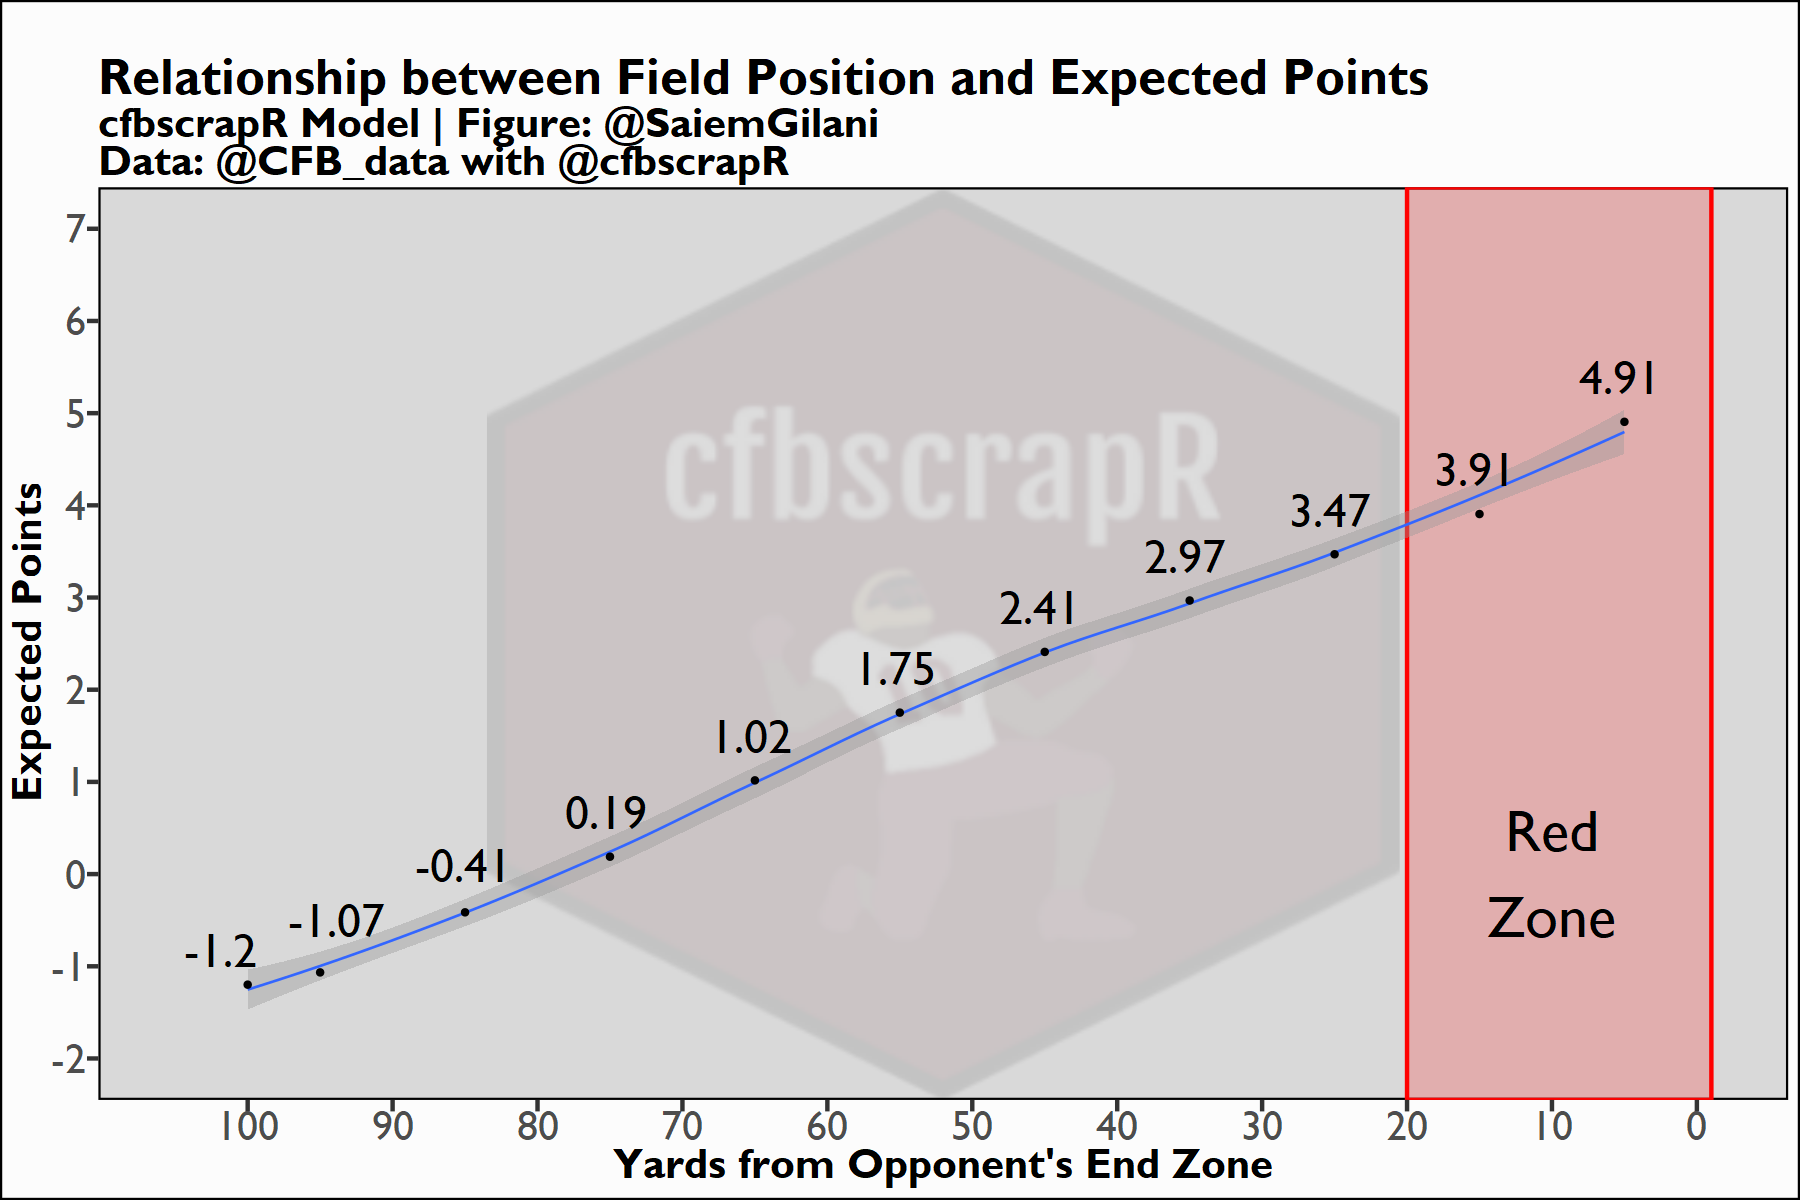 Relationship between Field Position and Expected Points
cfbscrapR Model | Figure: @SaiemGilani
Data: @CFB_data with @cfbscrapR
7
6
5
4
3
2
1
0
-1
-2
Expected Points
cfbscrapR
-1.2
-1.07
-0.41
0.19
1.02
1.75
2.41
2.97
3.47
3.91
4.91
Red
Zone
100 90 80 70 60 50 40 30 20 10 0
Yards from Opponent's End Zone